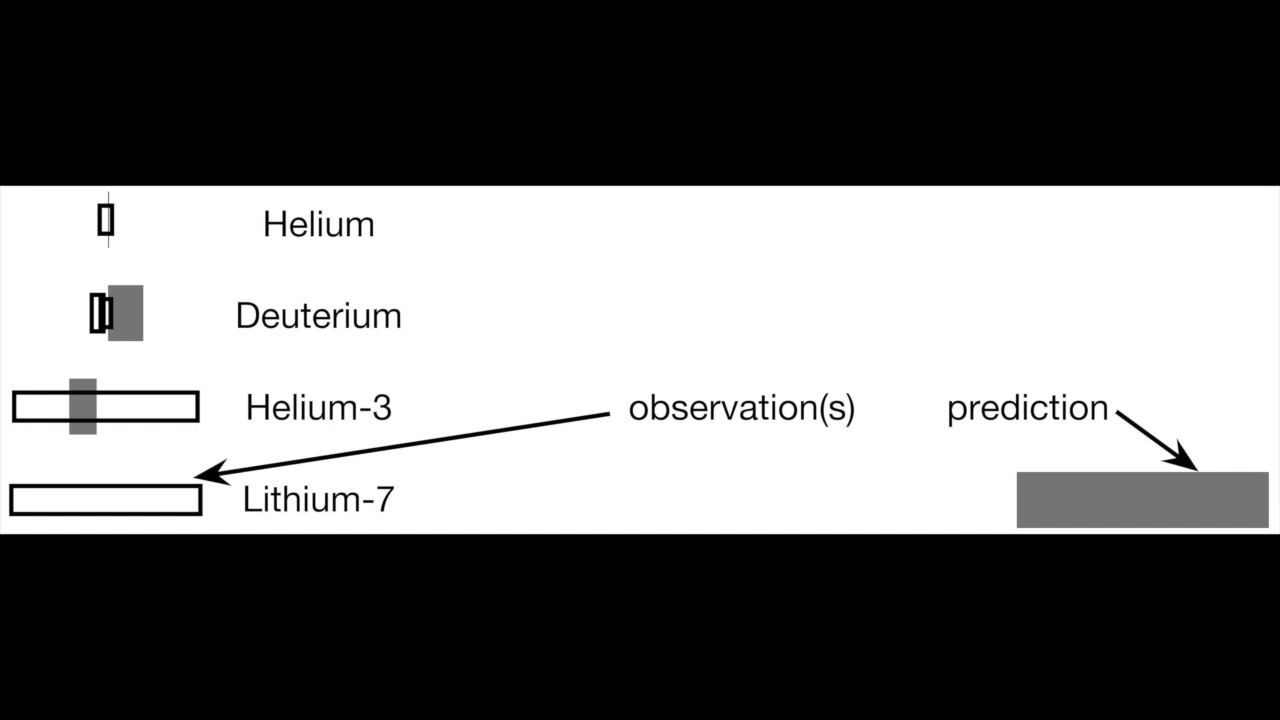 Helium
Deuterium
Helium-3
observation(s)
prediction
Lithium-7